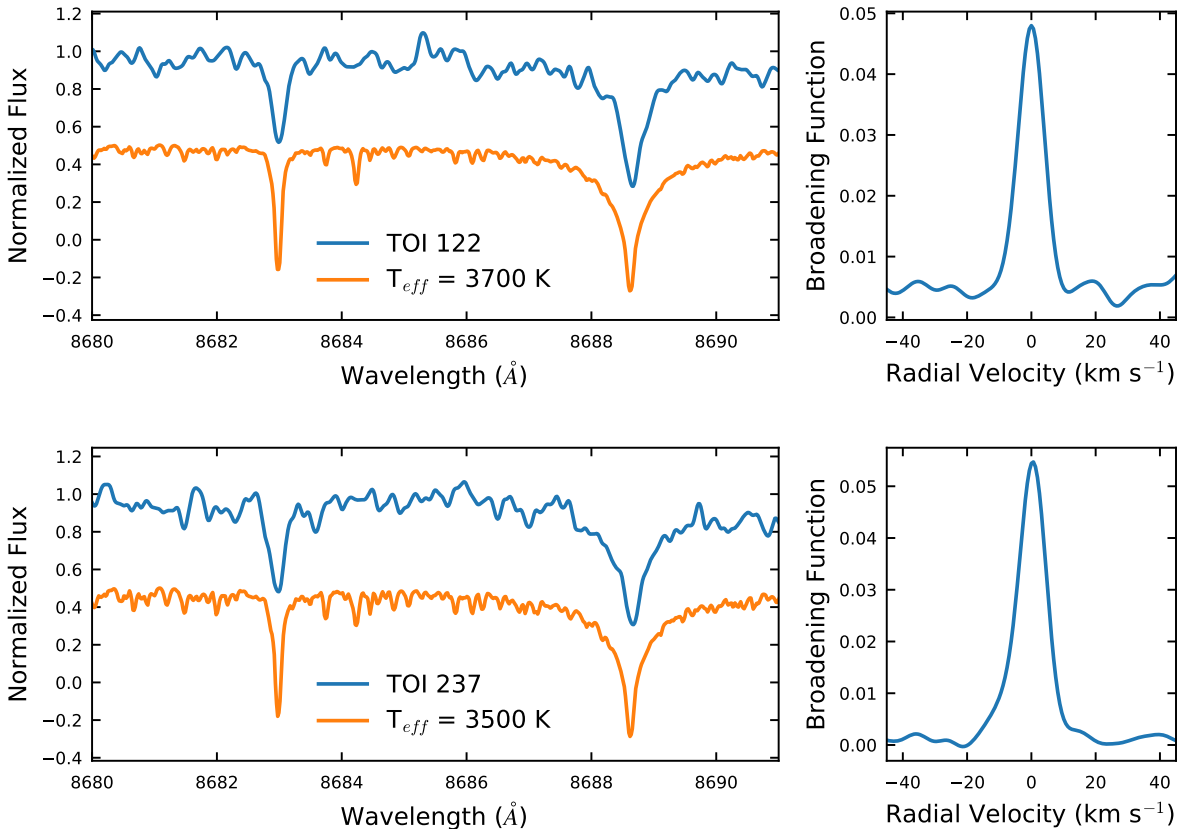 1.2
1.0
0.8
0.6
0.4
0.2
0.0
−0.2
−0.4
Normalized Flux
TOI 122
T_eff = 3700 K
8680 8682 8684 8686 8688 8690
Wavelength (Å)
0.05
0.04
0.03
0.02
0.01
0.00
Broadening Function
−40 −20 0 20 40
Radial Velocity (km s⁻¹)
1.2
1.0
0.8
0.6
0.4
0.2
0.0
−0.2
−0.4
Normalized Flux
TOI 237
T_eff = 3500 K
8680 8682 8684 8686 8688 8690
Wavelength (Å)
0.05
0.04
0.03
0.02
0.01
0.00
Broadening Function
−40 −20 0 20 40
Radial Velocity (km s⁻¹)